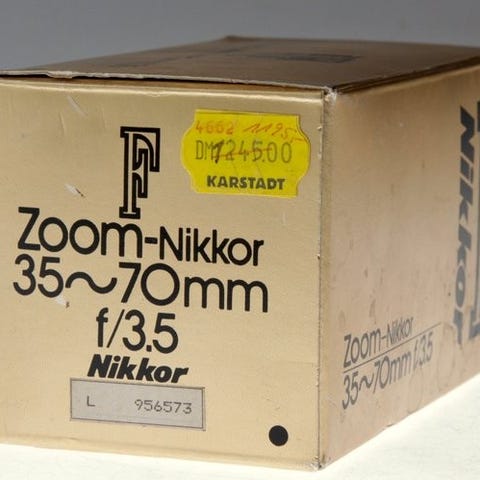 4662 1195,-
DM 1245.00
KARSTADT
F
Zoom-Nikkor
35~70mm
f/3.5
Nikkor
L 956573
Nikkor
Zoom-Nikkor
35~70mm f/3.5